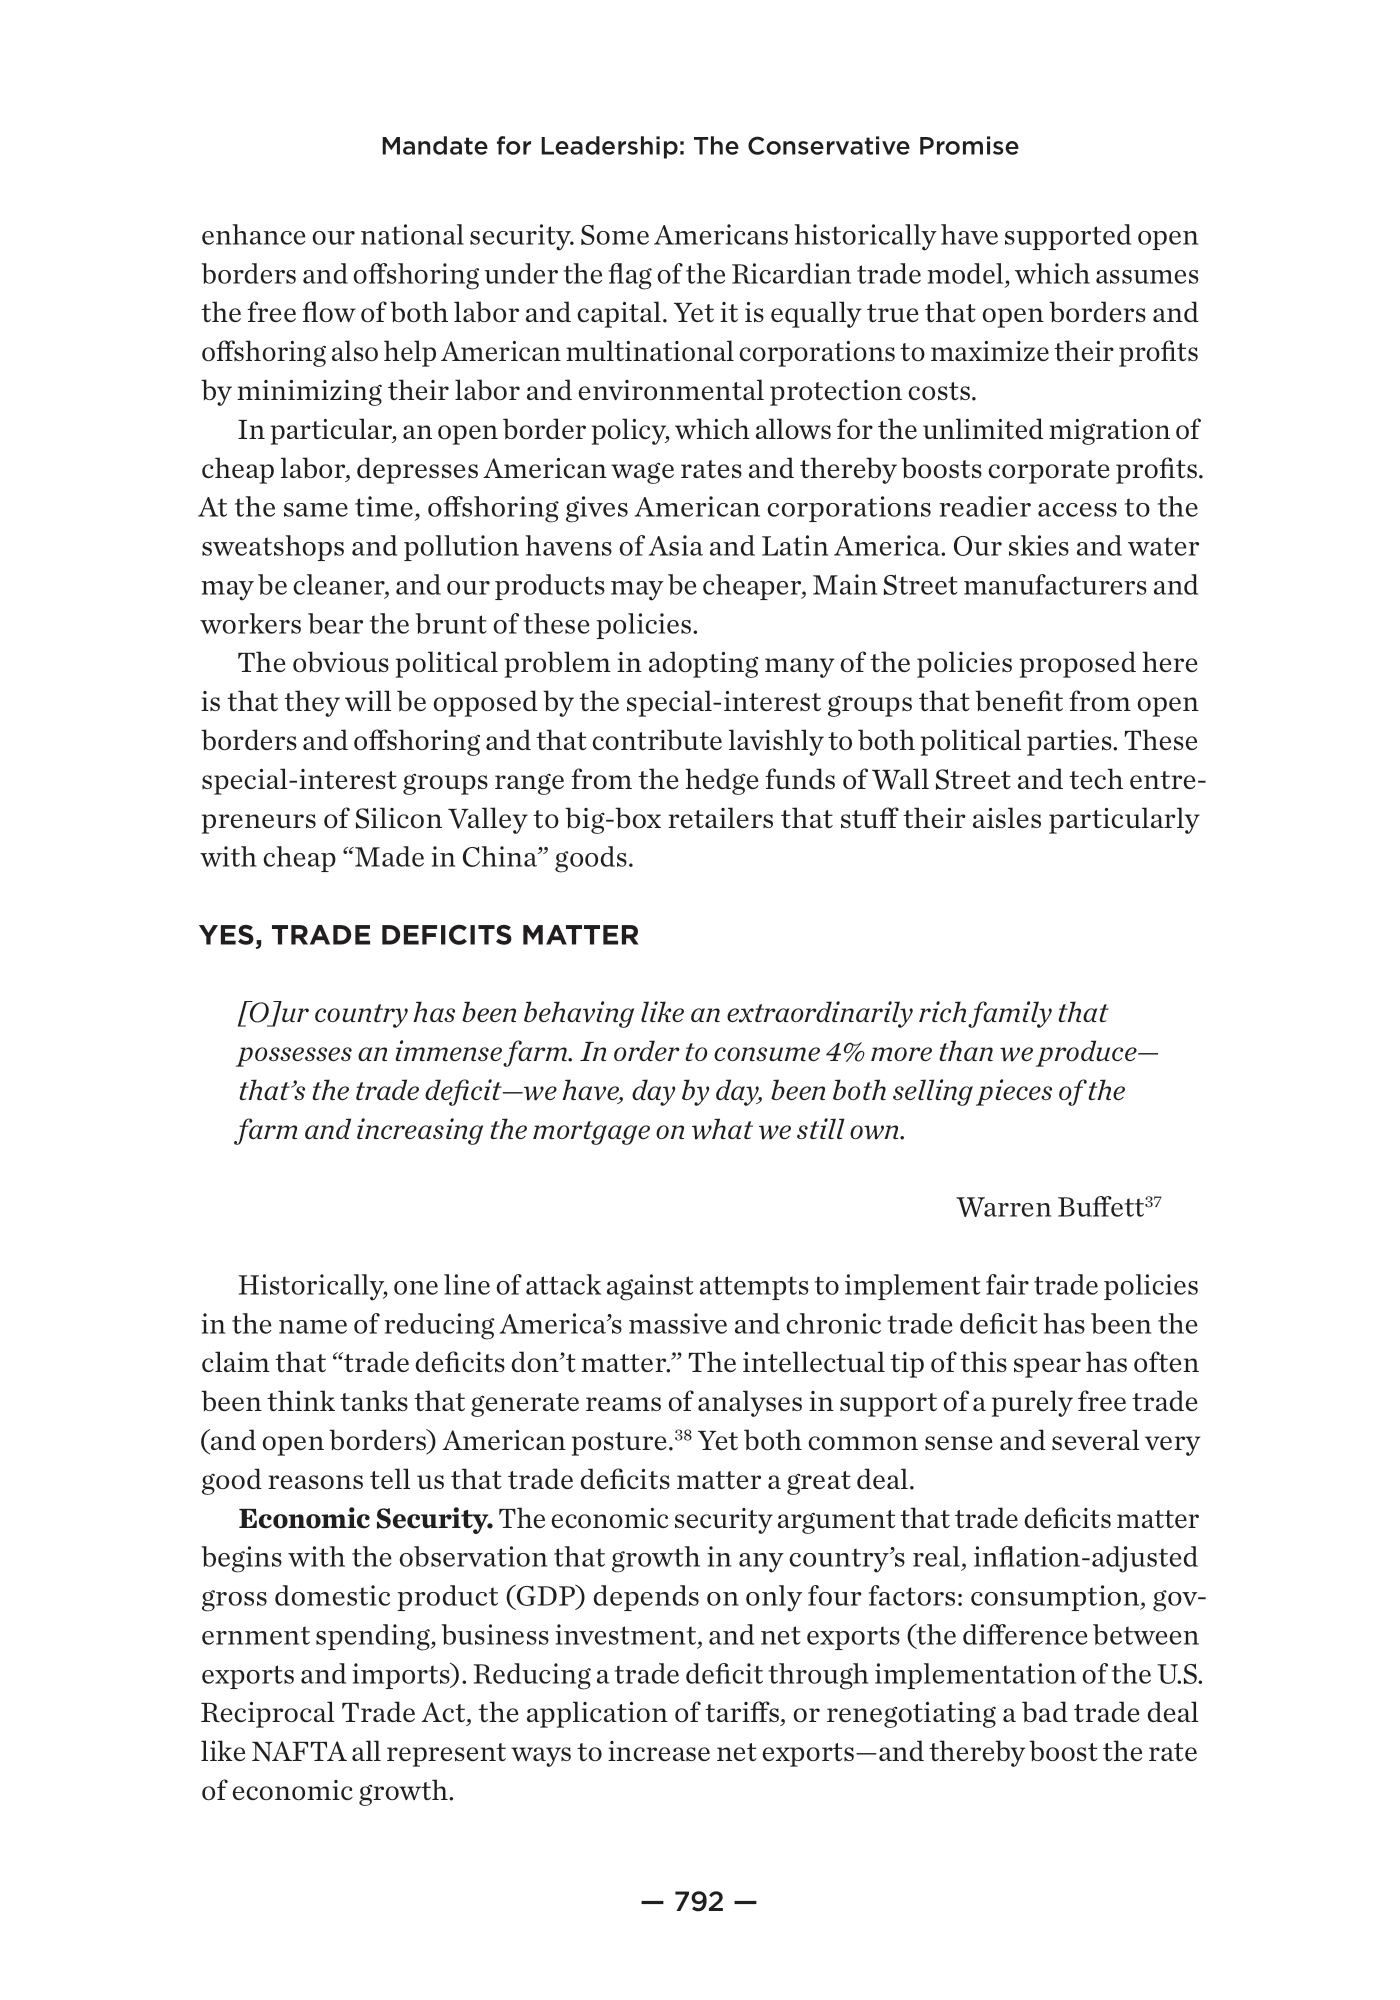 Mandate for Leadership: The Conservative Promise
enhance our national security. Some Americans historically have supported open
borders and offshoring under the flag of the Ricardian trade model, which assumes
the free flow of both labor and capital. Yet it is equally true that open borders and
offshoring also help American multinational corporations to maximize their profits
by minimizing their labor and environmental protection costs.
In particular, an open border policy, which allows for the unlimited migration of
cheap labor, depresses American wage rates and thereby boosts corporate profits.
At the same time, offshoring gives American corporations readier access to the
sweatshops and pollution havens of Asia and Latin America. Our skies and water
may be cleaner, and our products may be cheaper, Main Street manufacturers and
workers bear the brunt of these policies.
The obvious political problem in adopting many of the policies proposed here
is that they will be opposed by the special-interest groups that benefit from open
borders and offshoring and that contribute lavishly to both political parties. These
special-interest groups range from the hedge funds of Wall Street and tech entre-
preneurs of Silicon Valley to big-box retailers that stuff their aisles particularly
with cheap “Made in China” goods.
YES, TRADE DEFICITS MATTER
[O]ur country has been behaving like an extraordinarily rich family that
possesses an immense farm. In order to consume 4% more than we produce—
that’s the trade deficit—we have, day by day, been both selling pieces of the
farm and increasing the mortgage on what we still own.
Warren Buffett37
Historically, one line of attack against attempts to implement fair trade policies
in the name of reducing America’s massive and chronic trade deficit has been the
claim that “trade deficits don’t matter.” The intellectual tip of this spear has often
been think tanks that generate reams of analyses in support of a purely free trade
(and open borders) American posture.38 Yet both common sense and several very
good reasons tell us that trade deficits matter a great deal.
Economic Security. The economic security argument that trade deficits matter
begins with the observation that growth in any country’s real, inflation-adjusted
gross domestic product (GDP) depends on only four factors: consumption, gov-
ernment spending, business investment, and net exports (the difference between
exports and imports). Reducing a trade deficit through implementation of the U.S.
Reciprocal Trade Act, the application of tariffs, or renegotiating a bad trade deal
like NAFTA all represent ways to increase net exports—and thereby boost the rate
of economic growth.
— 792 —